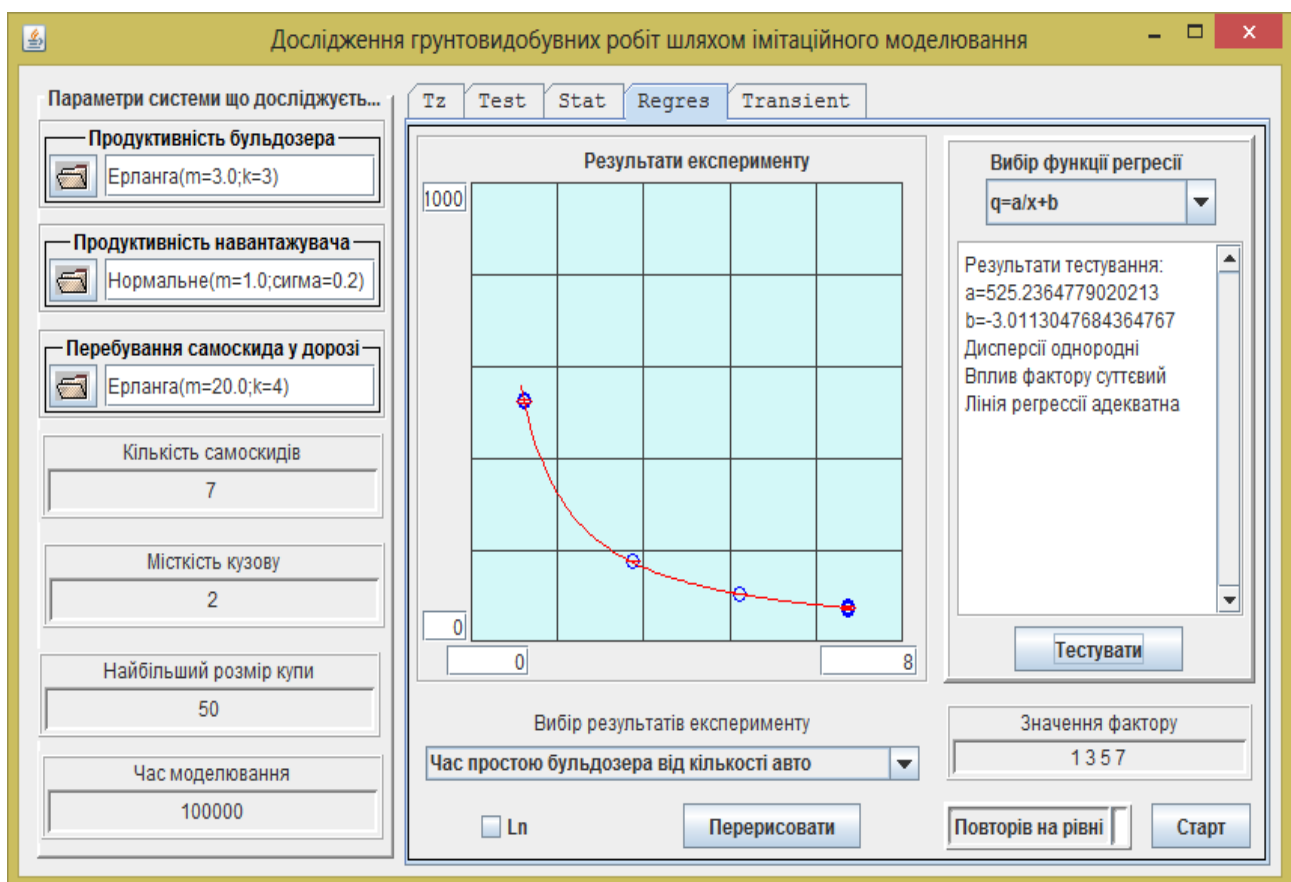 Дослідження грунтовидобувних робіт шляхом імітаційного моделювання
Параметри системи що досліджуєть...
Продуктивність бульдозера
Ерланга(m=3.0;k=3)
Продуктивність навантажувача
Нормальне(m=1.0;сигма=0.2)
Перебування самоскида у дорозі
Ерланга(m=20.0;k=4)
Кількість самоскидів
7
Місткість кузову
2
Найбільший розмір купи
50
Час моделювання
100000
Tz Test Stat Regres Transient
Результати експерименту
1000
0
0 8
Вибір результатів експерименту
Час простою бульдозера від кількості авто
Ln Перерисовати
Вибір функції регресії
q=a/x+b
Результати тестування:
a=525.2364779020213
b=-3.0113047684364767
Дисперсії однородні
Вплив фактору суттєвий
Лінія регрессії адекватна
Тестувати
Значення фактору
1 3 5 7
Повторів на рівні Старт